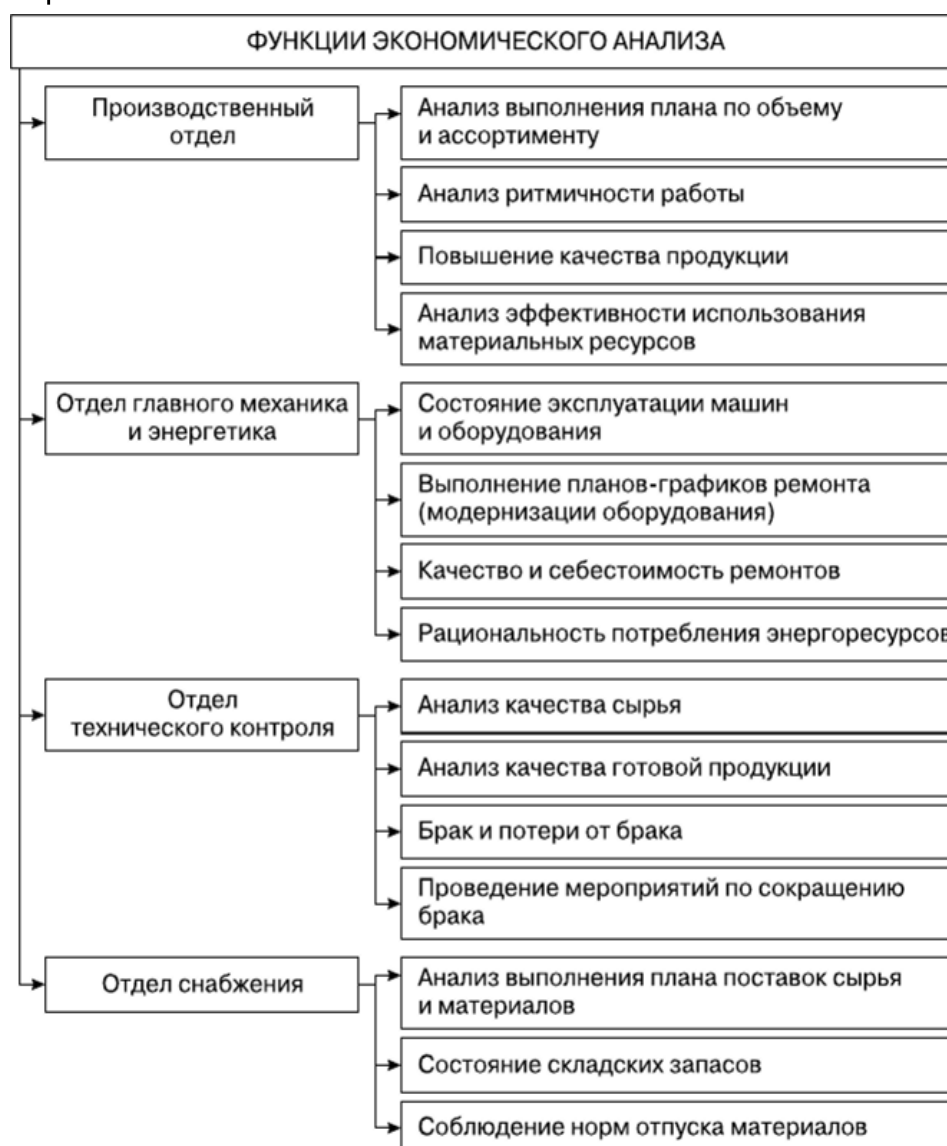 ФУНКЦИИ ЭКОНОМИЧЕСКОГО АНАЛИЗА
Производственный
отдел
Анализ выполнения плана по объему
и ассортименту
Анализ ритмичности работы
Повышение качества продукции
Анализ эффективности использования
материальных ресурсов
Отдел главного механика
и энергетика
Состояние эксплуатации машин
и оборудования
Выполнение планов-графиков ремонта
(модернизации оборудования)
Качество и себестоимость ремонтов
Рациональность потребления энергоресурсов
Отдел
технического контроля
Анализ качества сырья
Анализ качества готовой продукции
Брак и потери от брака
Проведение мероприятий по сокращению
брака
Отдел снабжения
Анализ выполнения плана поставок сырья
и материалов
Состояние складских запасов
Соблюдение норм отпуска материалов